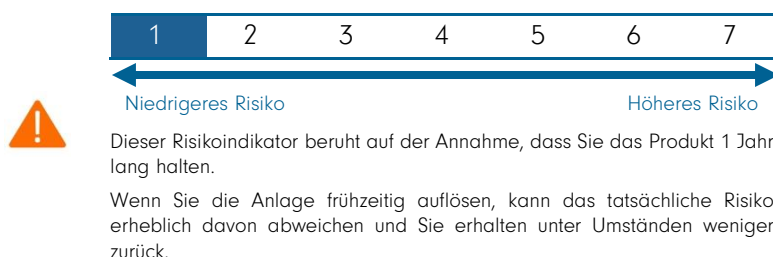 1 2 3 4 5 6 7
Niedrigeres Risiko Höheres Risiko
Dieser Risikoindikator beruht auf der Annahme, dass Sie das Produkt 1 Jahr
lang halten.
Wenn Sie die Anlage frühzeitig auflösen, kann das tatsächliche Risiko
erheblich davon abweichen und Sie erhalten unter Umständen weniger
zurück.